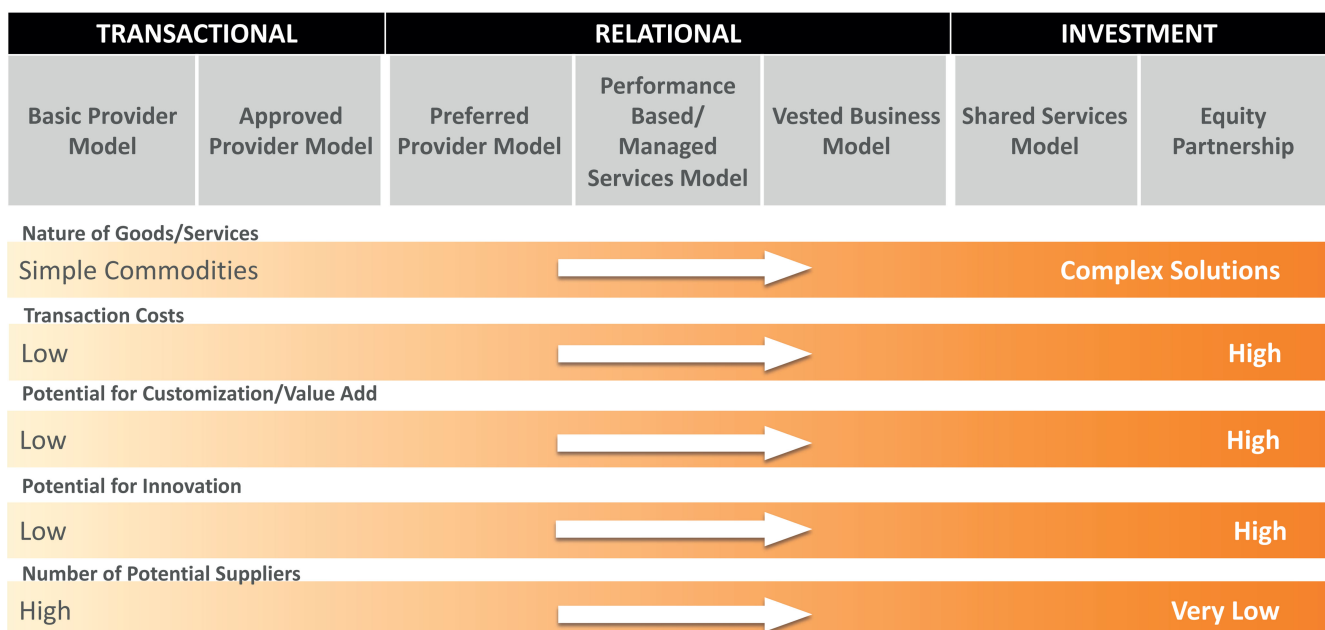 TRANSACTIONAL
RELATIONAL
INVESTMENT
Basic Provider
Model
Approved
Provider Model
Preferred
Provider Model
Performance
Based/
Managed
Services Model
Vested Business
Model
Shared Services
Model
Equity
Partnership
Nature of Goods/Services
Simple Commodities
Complex Solutions
Transaction Costs
Low
High
Potential for Customization/Value Add
Low
High
Potential for Innovation
Low
High
Number of Potential Suppliers
High
Very Low